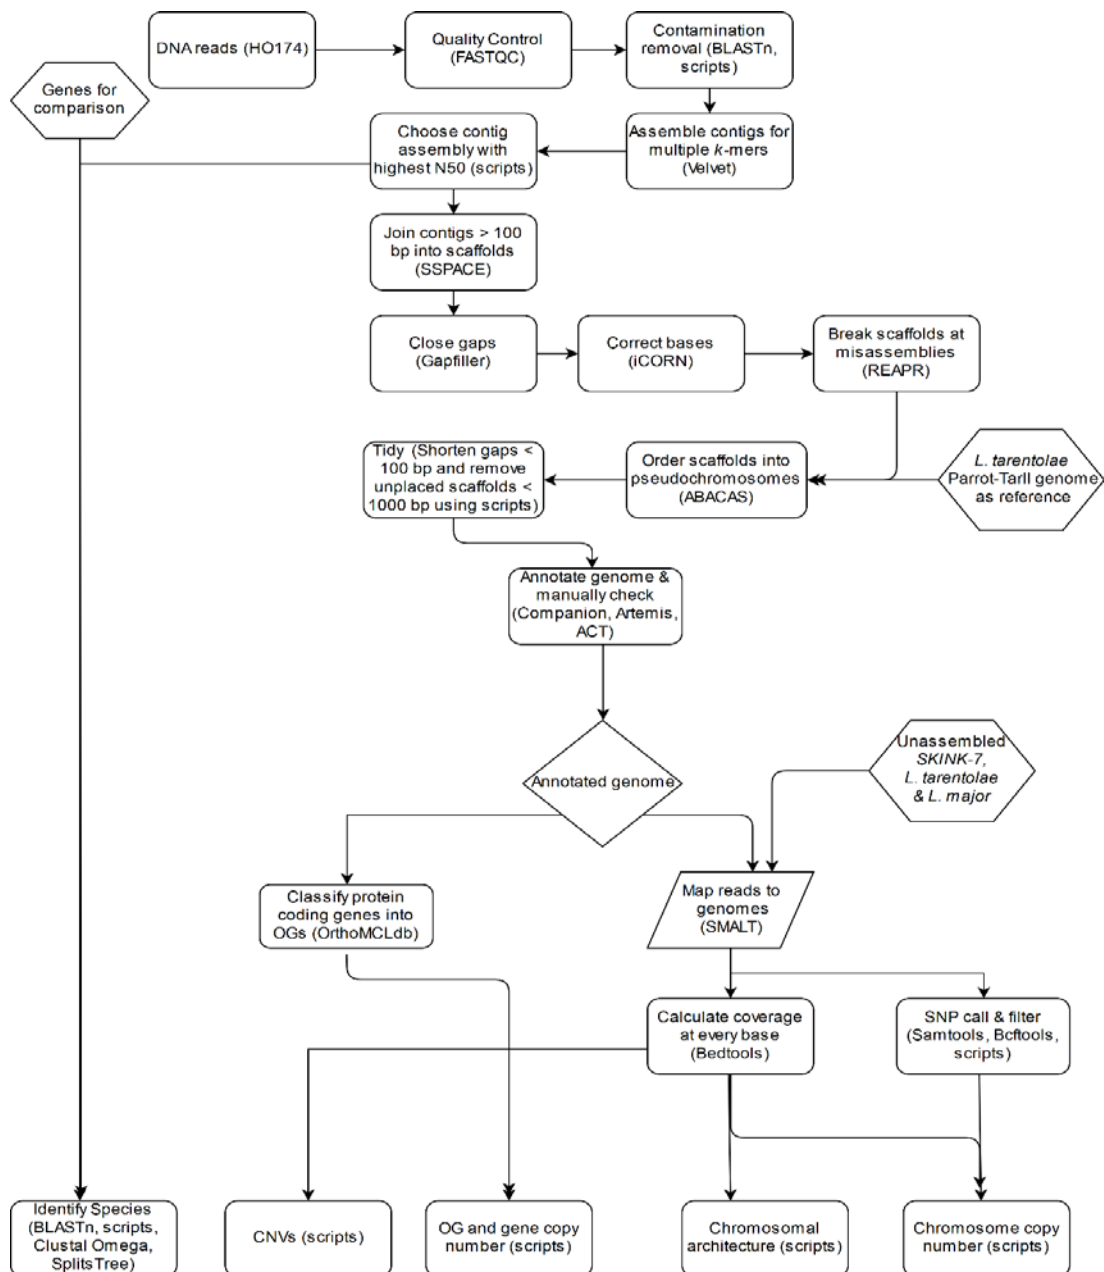 DNA reads (HO174)
Quality Control
(FASTQC)
Contamination
removal (BLASTn,
scripts)
Genes for
comparison
Choose contig
assembly with
highest N50 (scripts)
Assemble contigs for
multiple k-mers
(Velvet)
Join contigs > 100
bp into scaffolds
(SSPACE)
Close gaps
(Gapfiller)
Correct bases
(iCORN)
Break scaffolds at
misassemblies
(REAPR)
Tidy (Shorten gaps <
100 bp and remove
unplaced scaffolds <
1000 bp using scripts)
Order scaffolds into
pseudochromosomes
(ABACAS)
L. tarentolae
Parrot-TarII genome
as reference
Annotate genome &
manually check
(Companion, Artemis,
ACT)
Annotated genome
Unassembled
SKINK-7,
L. tarentolae
& L. major
Classify protein
coding genes into
OGs (OrthoMCLdb)
Map reads to
genomes
(SMALT)
Calculate coverage
at every base
(Bedtools)
SNP call & filter
(Samtools, Bcftools,
scripts)
Identify Species
(BLASTn, scripts,
Clustal Omega,
SplitsTree)
CNVs (scripts)
OG and gene copy
number (scripts)
Chromosomal
architecture (scripts)
Chromosome copy
number (scripts)